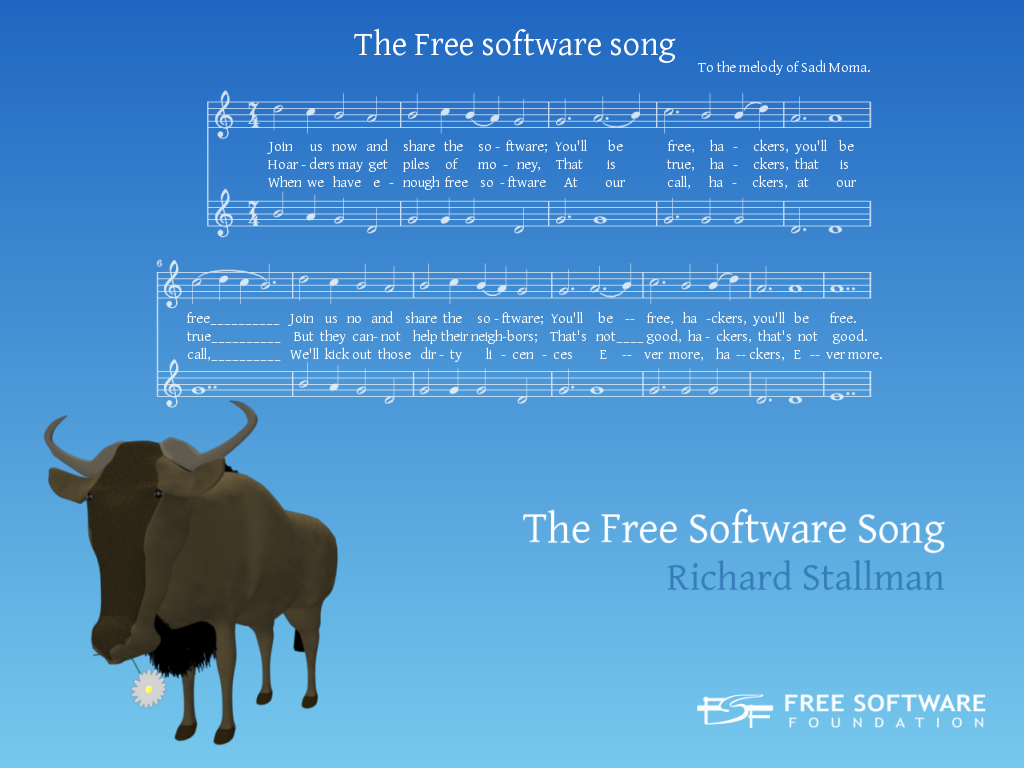 The Free software song
To the melody of Sadi Moma.
7
4
Join us now and share the so - ftware; You'll be free, ha - ckers, you'll be
Hoar - ders may get piles of mo - ney, That is true, ha - ckers, that is
When we have e - nough free so - ftware At our call, ha - ckers, at our
7
4
6
free__________ Join us no and share the so - ftware; You'll be -- free, ha -ckers, you'll be free.
true__________ But they can- not help their neigh-bors; That's not____ good, ha - ckers, that's not good.
call,__________ We'll kick out those dir - ty li - cen - ces E -- ver more, ha -- ckers, E -- ver more.
The Free Software Song
Richard Stallman
FSF FREE SOFTWARE
FOUNDATION